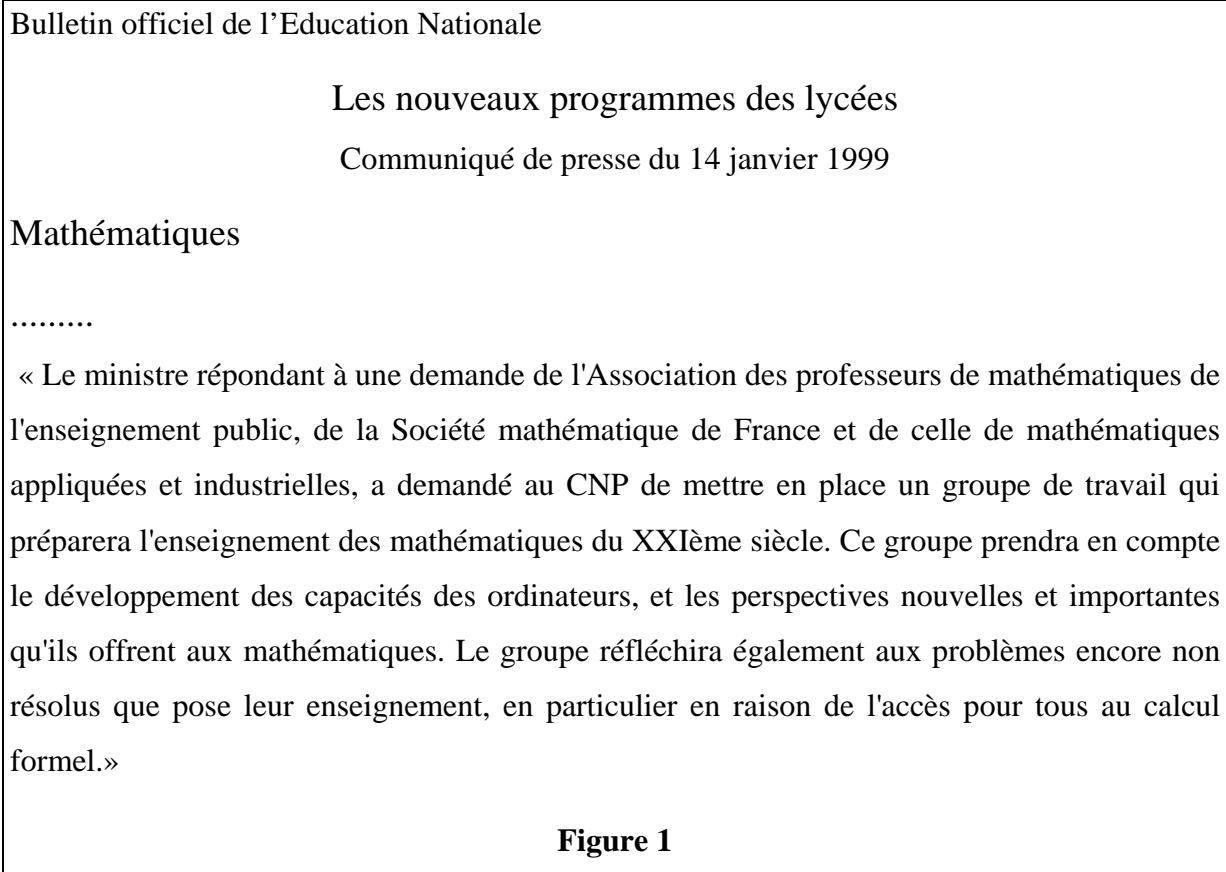 Bulletin officiel de l’Education Nationale
Les nouveaux programmes des lycées
Communiqué de presse du 14 janvier 1999
Mathématiques
.........
« Le ministre répondant à une demande de l'Association des professeurs de mathématiques de
l'enseignement public, de la Société mathématique de France et de celle de mathématiques
appliquées et industrielles, a demandé au CNP de mettre en place un groupe de travail qui
préparera l'enseignement des mathématiques du XXIème siècle. Ce groupe prendra en compte
le développement des capacités des ordinateurs, et les perspectives nouvelles et importantes
qu'ils offrent aux mathématiques. Le groupe réfléchira également aux problèmes encore non
résolus que pose leur enseignement, en particulier en raison de l'accès pour tous au calcul
formel.»
Figure 1